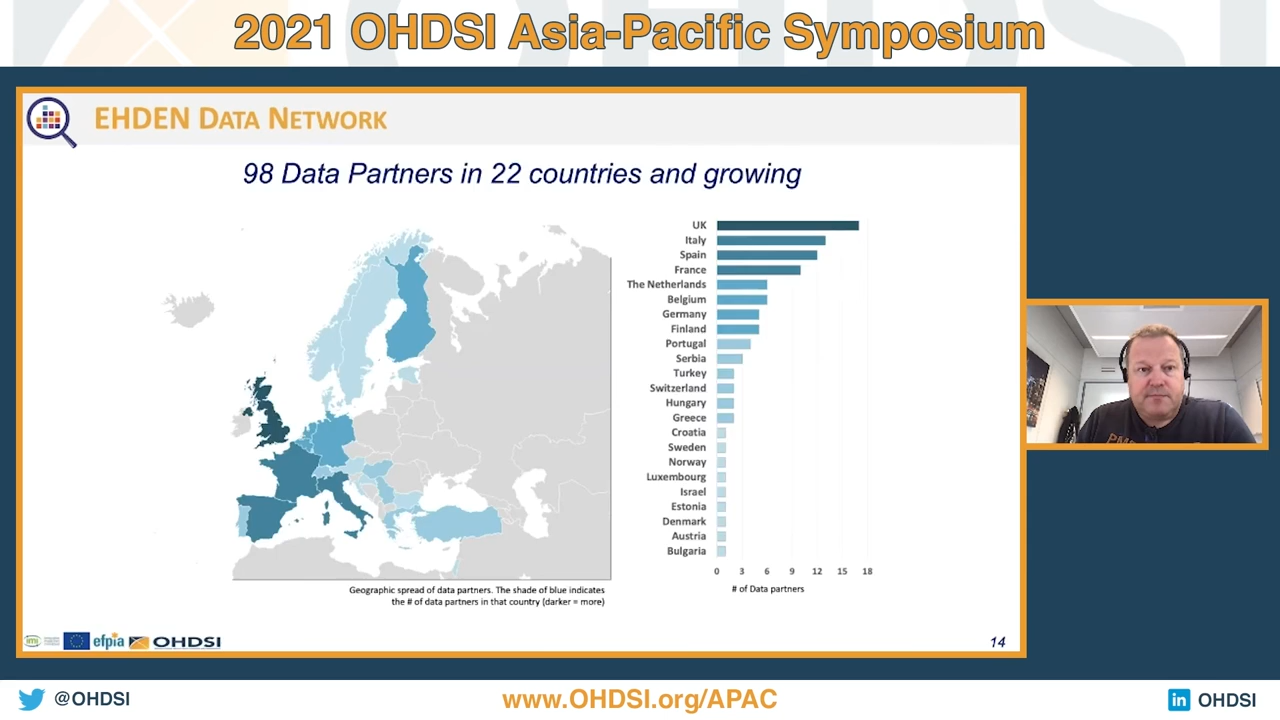 2021 OHDSI Asia-Pacific Symposium
EHDEN DATA NETWORK
98 Data Partners in 22 countries and growing
UK
Italy
Spain
France
The Netherlands
Belgium
Germany
Finland
Portugal
Serbia
Turkey
Switzerland
Hungary
Greece
Croatia
Sweden
Norway
Luxembourg
Israel
Estonia
Denmark
Austria
Bulgaria
0 3 6 9 12 15 18
# of Data partners
Geographic spread of data partners. The shade of blue indicates
the # of data partners in that country (darker = more)
efpia
OHDSI
14
@OHDSI
www.OHDSI.org/APAC
in OHDSI